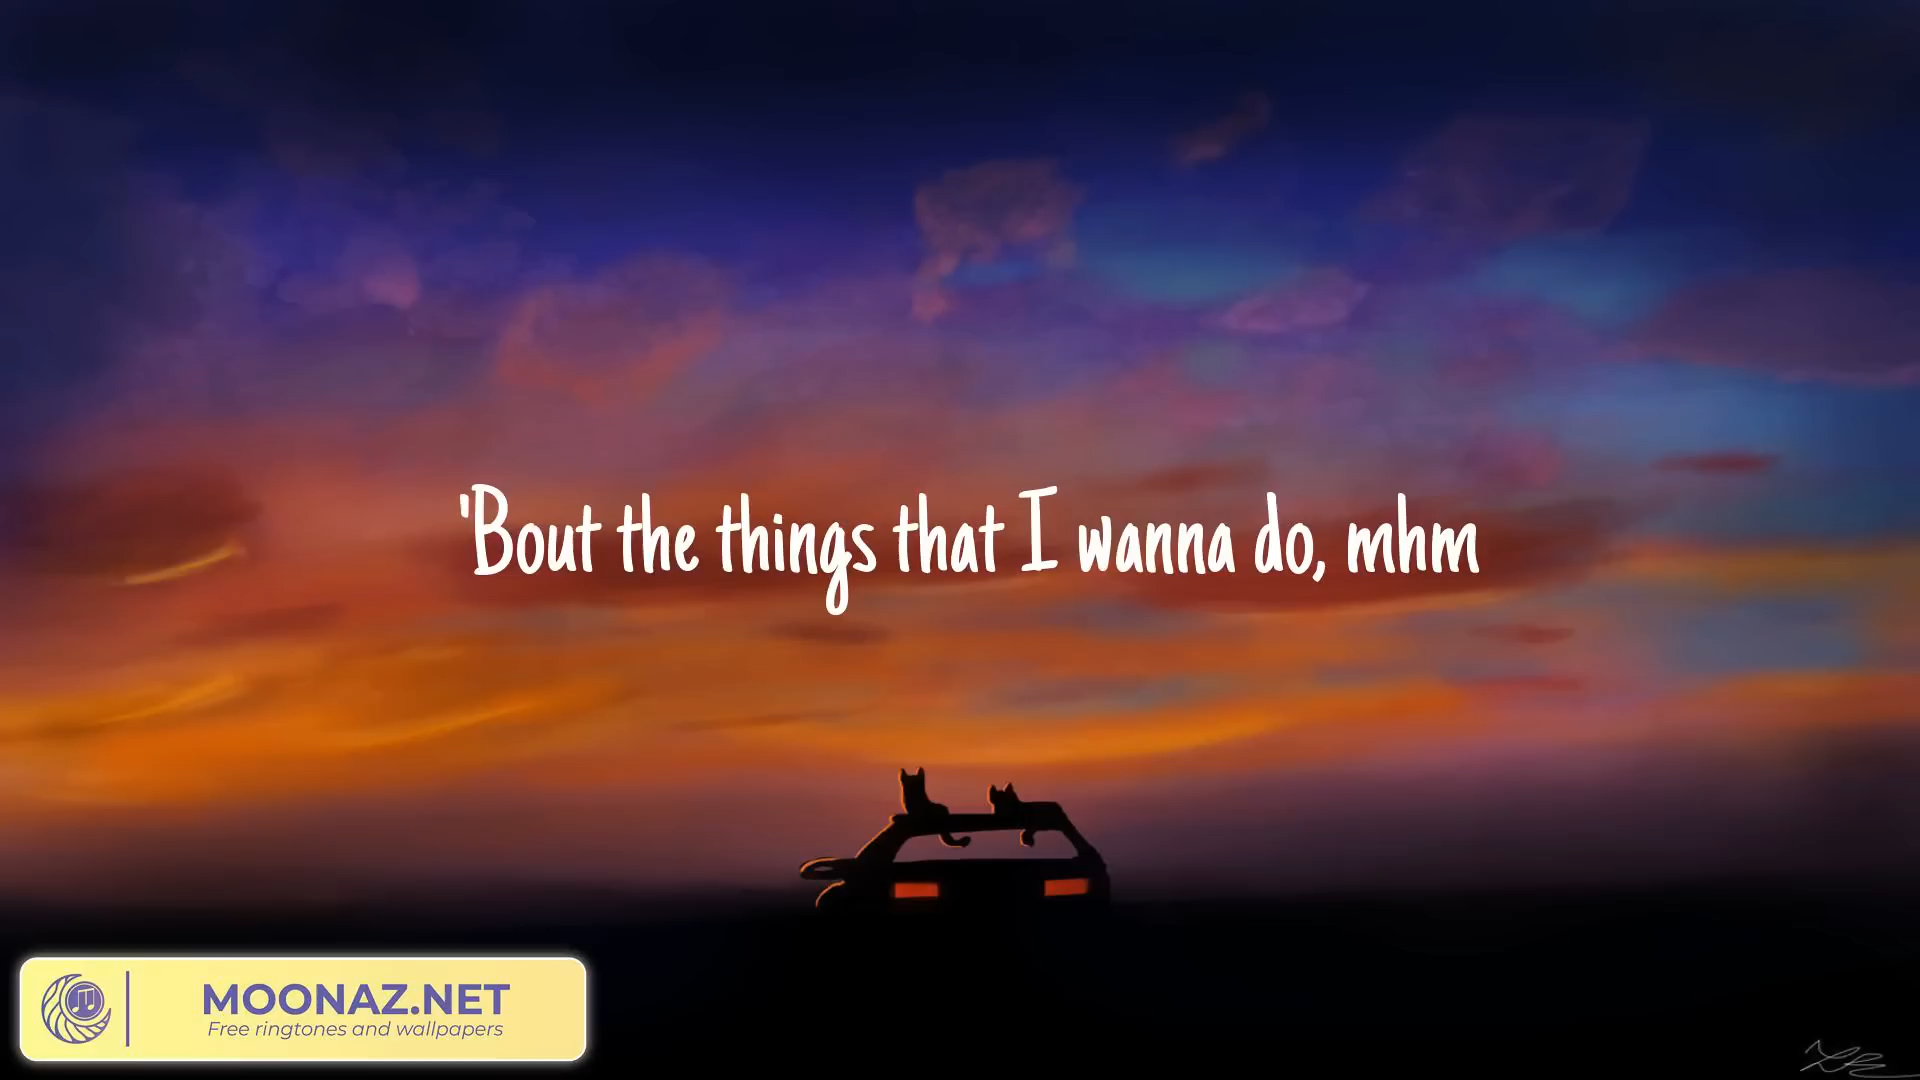 'Bout the things that I wanna do, mhm
MOONAZ.NET
Free ringtones and wallpapers